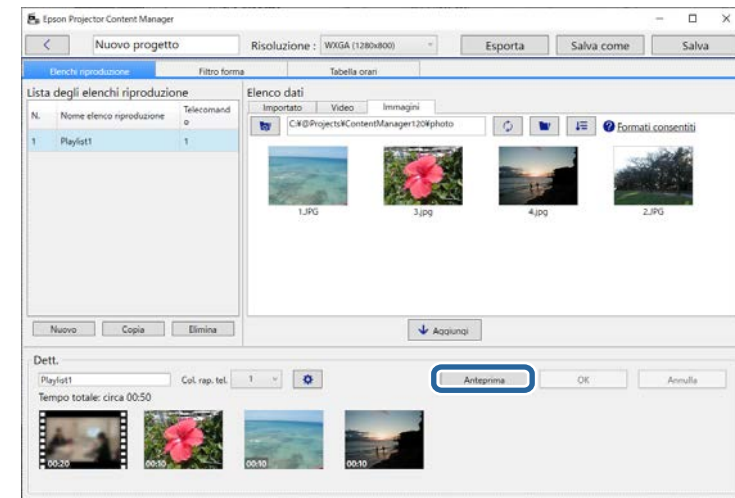 Epson Projector Content Manager
Nuovo progetto
Risoluzione :
WXGA (1280x800)
Esporta
Salva come
Salva
Elenchi riproduzione
Filtro forma
Tabella orari
Lista degli elenchi riproduzione
N.
Nome elenco riproduzione
Telecomand
o
1
Playlist1
1
Nuovo
Copia
Elimina
Elenco dati
Importato
Video
Immagini
C:¥@Projects¥ContentManager120¥photo
Formati consentiti
1.JPG
3.jpg
4.jpg
2.JPG
Aggiungi
Dett.
Playlist1
Col. rap. tel.
1
Anteprima
OK
Annulla
Tempo totale: circa 00:50
00:20
00:10
00:10
00:10